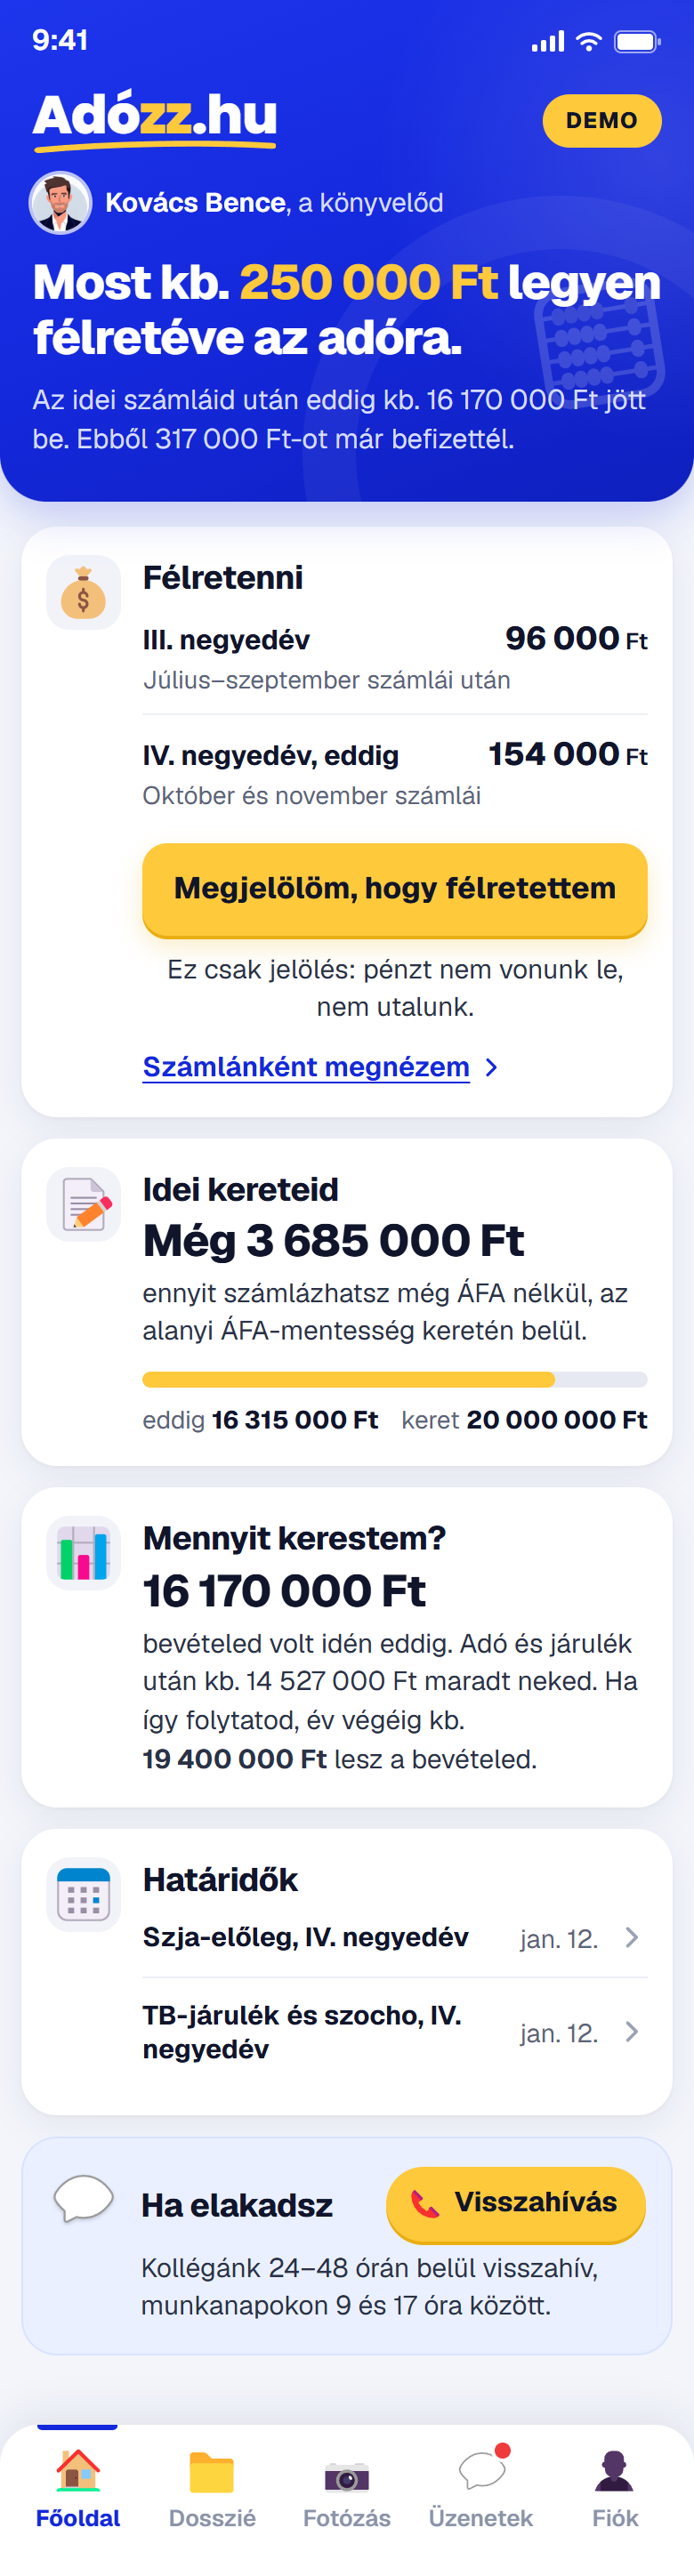 9:41
Adózz.hu
DEMO
Kovács Bence, a könyvelőd
Most kb. 250 000 Ft legyen
félretéve az adóra.
Az idei számláid után eddig kb. 16 170 000 Ft jött
be. Ebből 317 000 Ft-ot már befizettél.
$
Félretenni
III. negyedév 96 000 Ft
Július–szeptember számlái után
IV. negyedév, eddig 154 000 Ft
Október és november számlái
Megjelölöm, hogy félretettem
Ez csak jelölés: pénzt nem vonunk le,
nem utalunk.
Számlánként megnézem
Idei kereteid
Még 3 685 000 Ft
ennyit számlázhatsz még ÁFA nélkül, az
alanyi ÁFA-mentesség keretén belül.
eddig 16 315 000 Ft keret 20 000 000 Ft
Mennyit kerestem?
16 170 000 Ft
bevételed volt idén eddig. Adó és járulék
után kb. 14 527 000 Ft maradt neked. Ha
így folytatod, év végéig kb.
19 400 000 Ft lesz a bevételed.
Határidők
Szja-előleg, IV. negyedév jan. 12.
TB-járulék és szocho, IV.
negyedév jan. 12.
Ha elakadsz
Visszahívás
Kollégánk 24–48 órán belül visszahív,
munkanapokon 9 és 17 óra között.
Főoldal Dosszié Fotózás Üzenetek Fiók